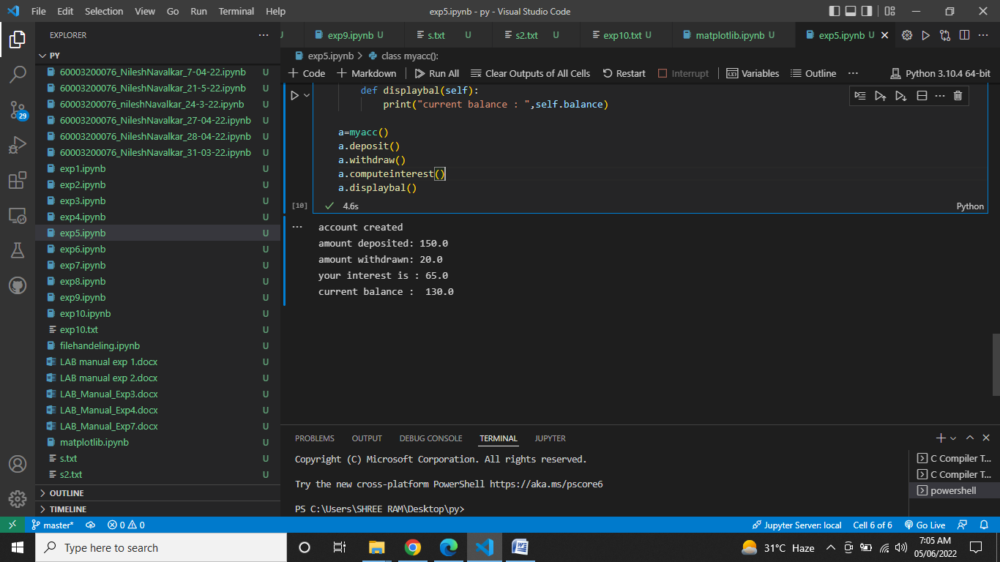 File Edit Selection View Go Run Terminal Help
exp5.ipynb - py - Visual Studio Code
EXPLORER
PY
60003200076_NileshNavalkar_7-04-22.ipynb U
60003200076_NileshNavalkar_21-5-22.ipynb U
60003200076_nileshNavalkar_24-3-22.ipynb U
60003200076_NileshNavalkar_27-04-22.ipynb U
60003200076_NileshNavalkar_28-04-22.ipynb U
60003200076_NileshNavalkar_31-03-22.ipynb U
exp1.ipynb U
exp2.ipynb U
exp3.ipynb U
exp4.ipynb U
exp5.ipynb U
exp6.ipynb U
exp7.ipynb U
exp8.ipynb U
exp9.ipynb U
exp10.ipynb U
exp10.txt U
filehandeling.ipynb U
LAB manual exp 1.docx U
LAB manual exp 2.docx U
LAB_Manual_Exp3.docx U
LAB_Manual_Exp4.docx U
LAB_Manual_Exp7.docx U
matplotlib.ipynb U
s.txt U
s2.txt U
OUTLINE
TIMELINE
29
U exp9.ipynb U s.txt U s2.txt U exp10.txt U matplotlib.ipynb U exp5.ipynb U
exp5.ipynb > class myacc():
+ Code + Markdown Run All Clear Outputs of All Cells Restart Interrupt Variables Outline ... Python 3.10.4 64-bit
def displaybal(self):
print("current balance : ",self.balance)
a=myacc()
a.deposit()
a.withdraw()
a.computeinterest()
a.displaybal()
[10] 4.6s Python
account created
amount deposited: 150.0
amount withdrawn: 20.0
your interest is : 65.0
current balance :  130.0
PROBLEMS OUTPUT DEBUG CONSOLE TERMINAL JUPYTER
Copyright (C) Microsoft Corporation. All rights reserved.
Try the new cross-platform PowerShell https://aka.ms/pscore6
PS C:\Users\SHREE RAM\Desktop\py>
C Compiler T...
C Compiler T...
powershell
master* 0 0 Jupyter Server: local Cell 6 of 6 Go Live
Type here to search
31°C Haze
7:05 AM
05/06/2022